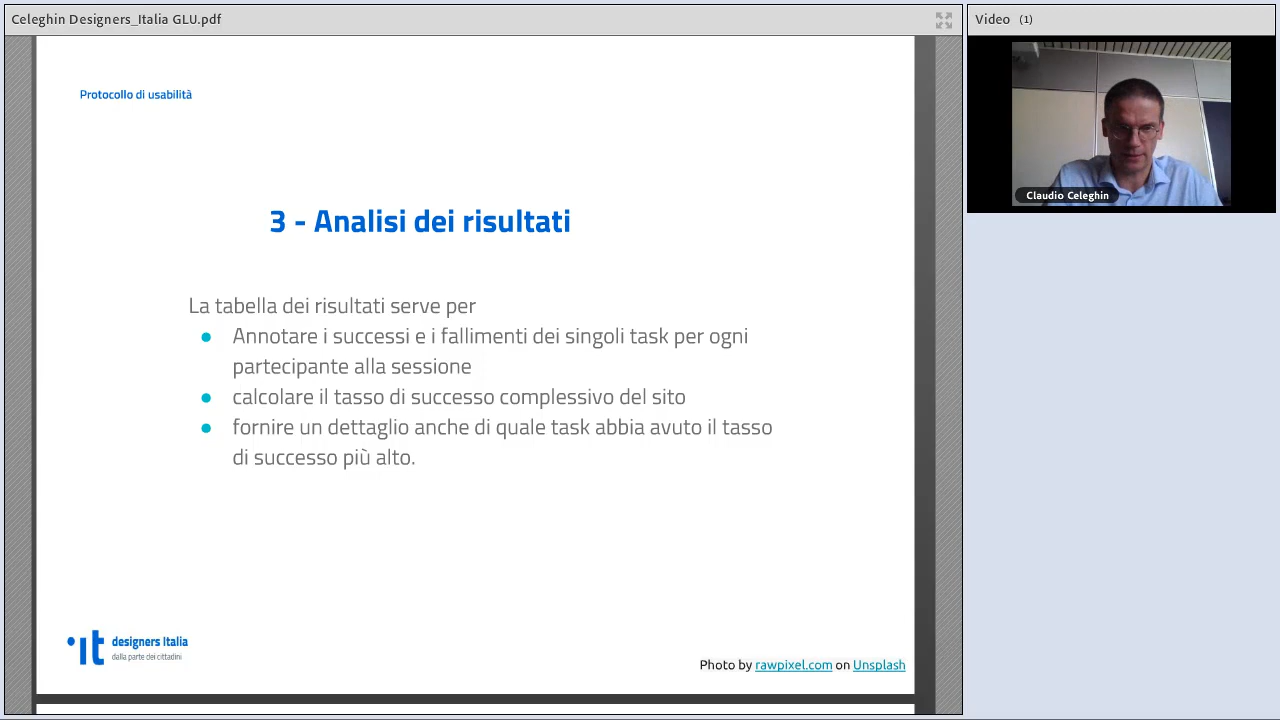 Celeghin Designers_Italia GLU.pdf
Video (1)
Protocollo di usabilità
Claudio Celeghin
3 - Analisi dei risultati
La tabella dei risultati serve per
● Annotare i successi e i fallimenti dei singoli task per ogni
partecipante alla sessione
● calcolare il tasso di successo complessivo del sito
● fornire un dettaglio anche di quale task abbia avuto il tasso
di successo più alto.
it designers Italia
dalla parte dei cittadini
Photo by rawpixel.com on Unsplash